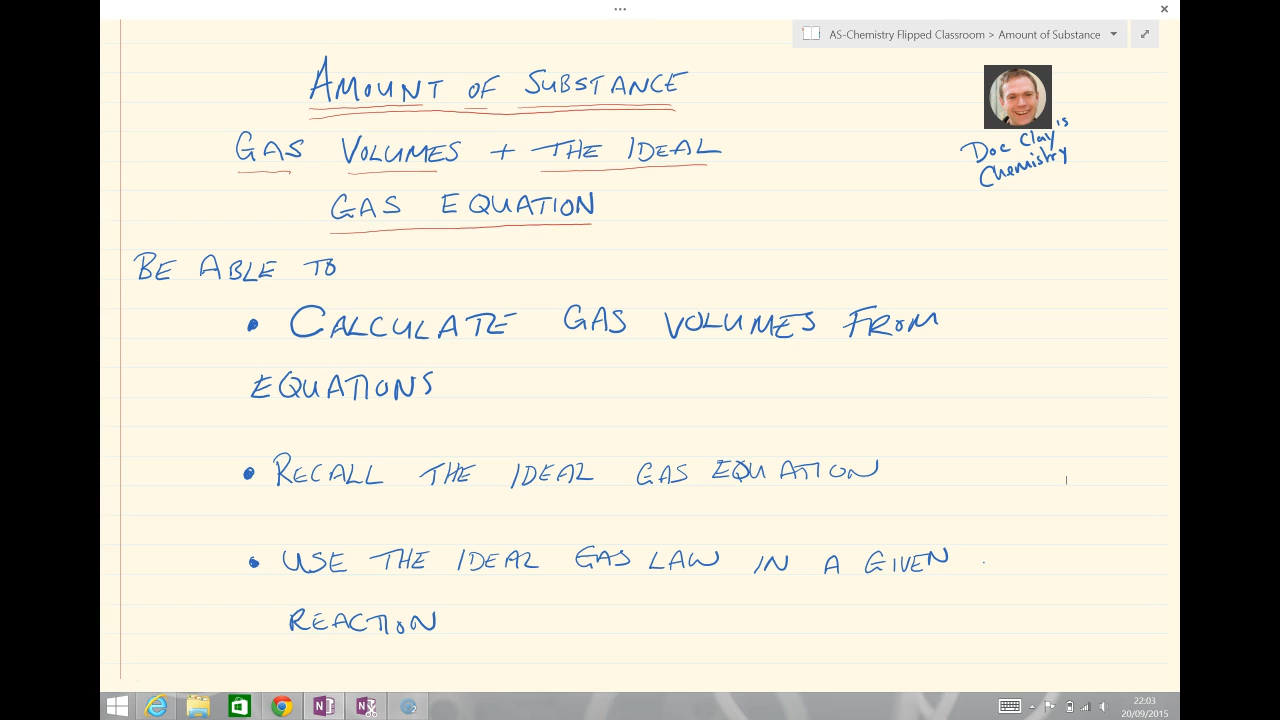 AS-Chemistry Flipped Classroom > Amount of Substance
AMOUNT OF SUBSTANCE
GAS VOLUMES + THE IDEAL
GAS EQUATION
Doc Clay's
Chemistry
BE ABLE TO
• CALCULATE GAS VOLUMES FROM
EQUATIONS
• RECALL THE IDEAL GAS EQUATION
• USE THE IDEAL GAS LAW IN A GIVEN
REACTION
22:03
20/09/2015